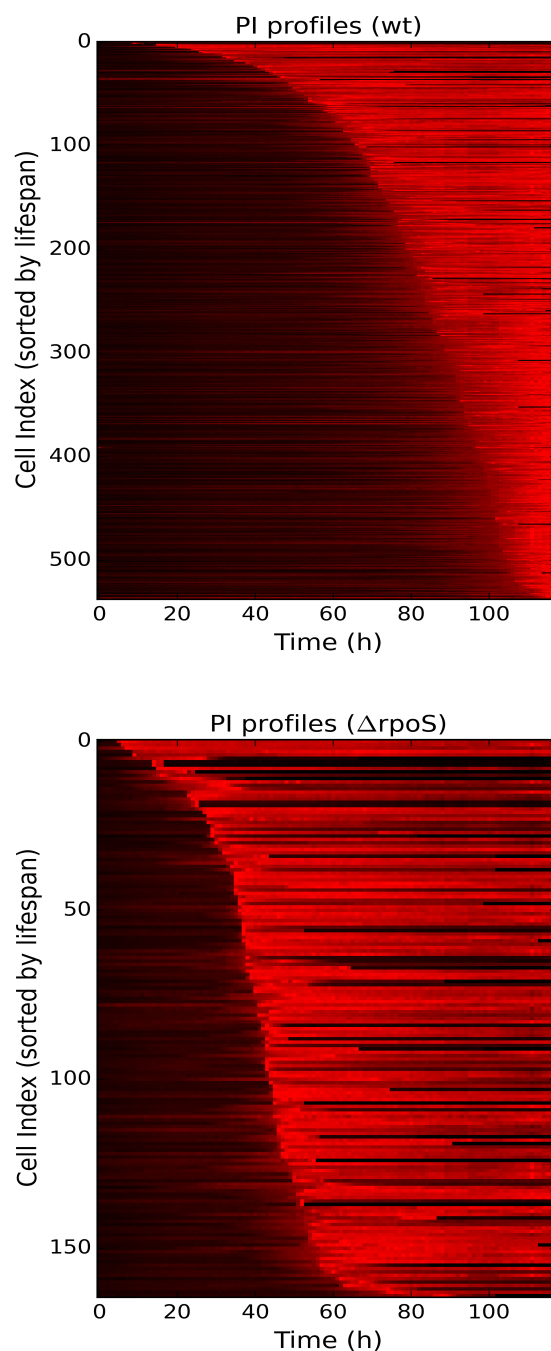 PI profiles (wt)
0
100
200
300
400
500
Cell Index (sorted by lifespan)
0 20 40 60 80 100
Time (h)
PI profiles (ΔrpoS)
0
50
100
150
Cell Index (sorted by lifespan)
0 20 40 60 80 100
Time (h)